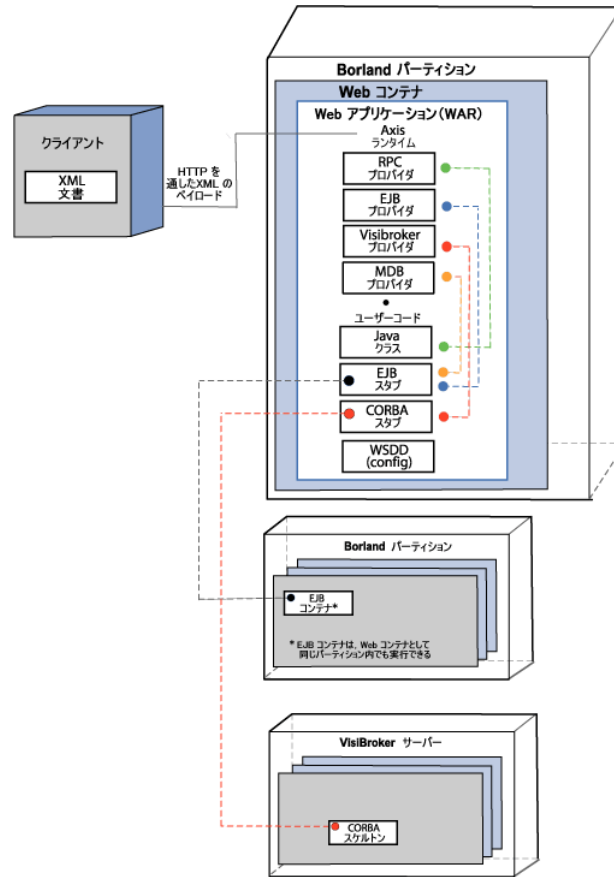 Borland パーティション
Web コンテナ
Web アプリケーション(WAR)
Axis
ランタイム
クライアント
XML
文書
HTTP を
通したXML の
ペイロード
RPC
プロバイダ
EJB
プロバイダ
Visibroker
プロバイダ
MDB
プロバイダ
ユーザーコード
Java
クラス
EJB
スタブ
CORBA
スタブ
WSDD
(config)
Borland パーティション
EJB
コンテナ*
* EJB コンテナは、Web コンテナとして
同じパーティション内でも実行できる
VisiBroker サーバー
CORBA
スケルトン